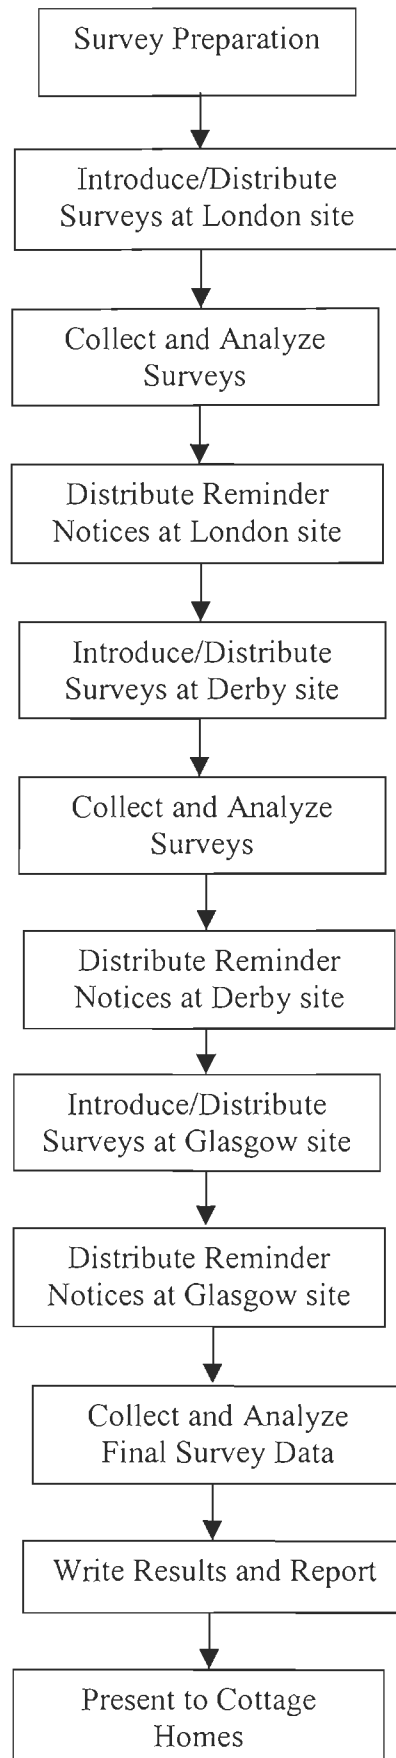 Survey Preparation
Introduce/Distribute
Surveys at London site
Collect and Analyze
Surveys
Distribute Reminder
Notices at London site
Introduce/Distribute
Surveys at Derby site
Collect and Analyze
Surveys
Distribute Reminder
Notices at Derby site
Introduce/Distribute
Surveys at Glasgow site
Distribute Reminder
Notices at Glasgow site
Collect and Analyze
Final Survey Data
Write Results and Report
Present to Cottage
Homes